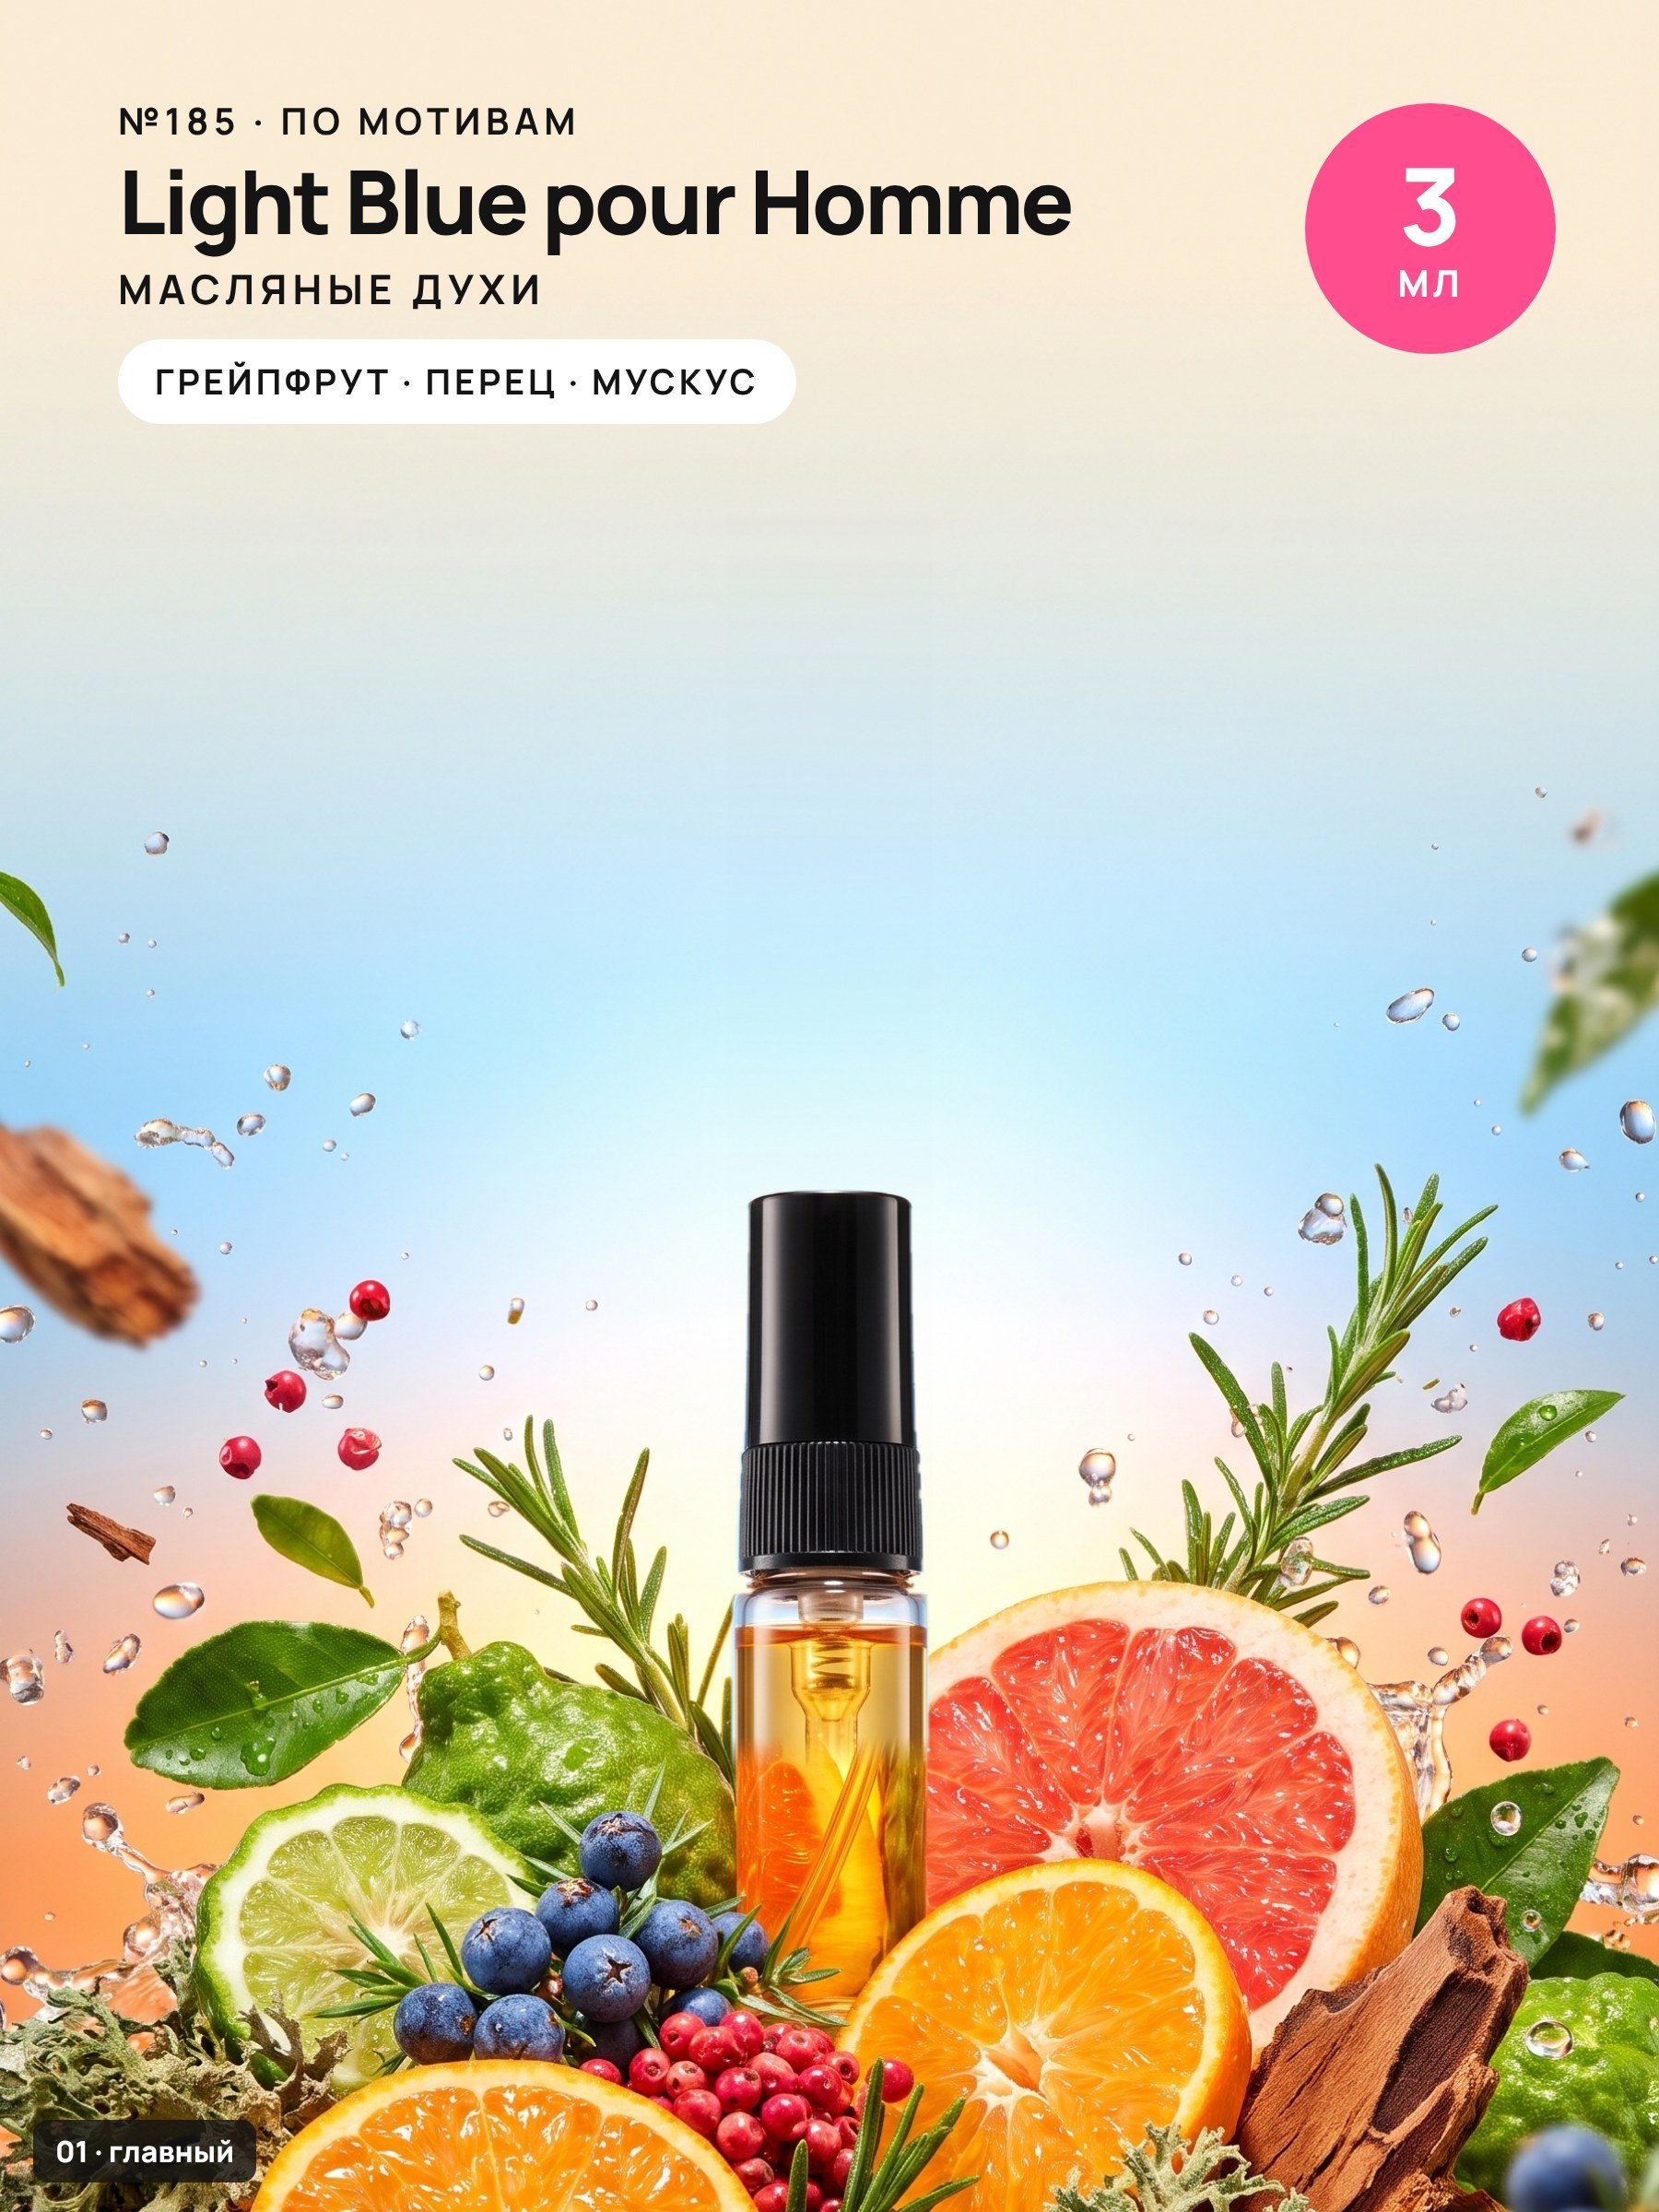 №185 · ПО МОТИВАМ
Light Blue pour Homme
МАСЛЯНЫЕ ДУХИ
ГРЕЙПФРУТ · ПЕРЕЦ · МУСКУС
3
МЛ
01 · главный